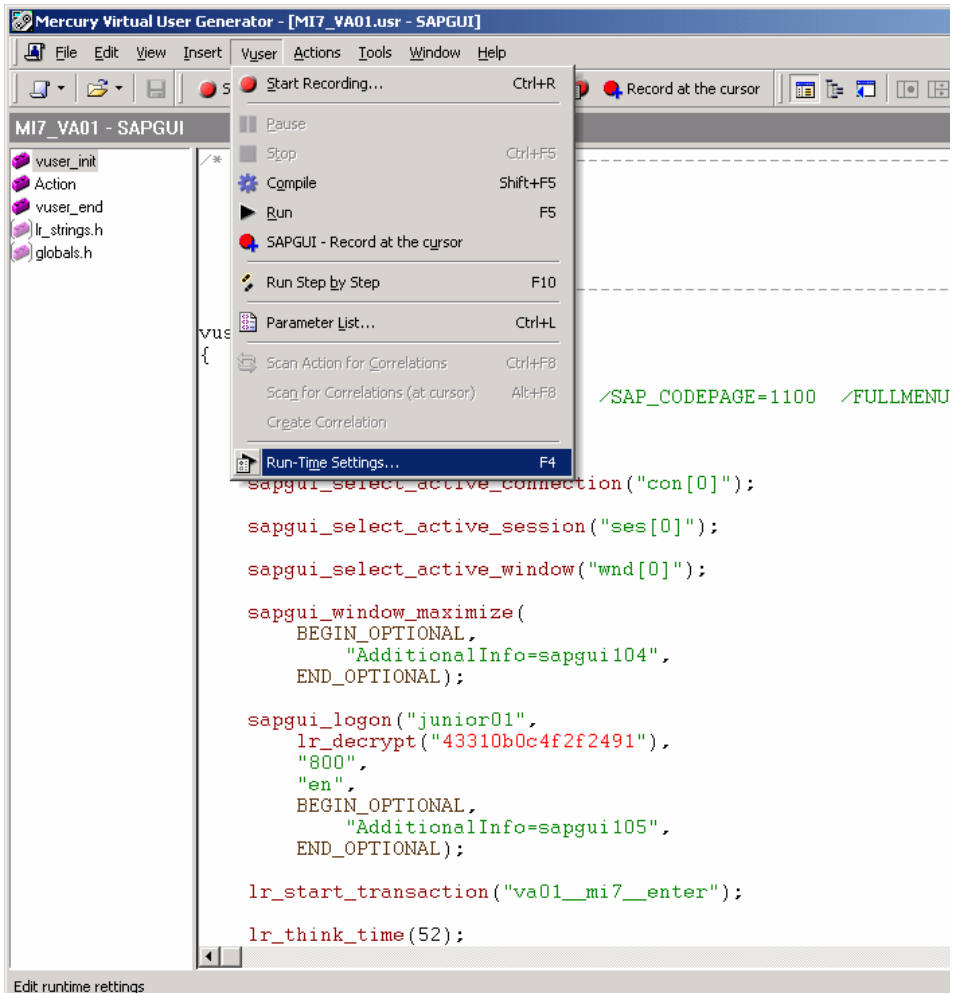 Mercury Virtual User Generator - [MI7_VA01.usr - SAPGUI]
File Edit View Insert Vuser Actions Tools Window Help
S
Record at the cursor
MI7_VA01 - SAPGUI
vuser_init
Action
vuser_end
lr_strings.h
globals.h
Start Recording... Ctrl+R
Pause
Stop Ctrl+F5
Compile Shift+F5
Run F5
SAPGUI - Record at the cursor
Run Step by Step F10
Parameter List... Ctrl+L
Scan Action for Correlations Ctrl+F8
Scan for Correlations (at cursor) Alt+F8
Create Correlation
Run-Time Settings... F4
/*
vus
{
/SAP_CODEPAGE=1100 /FULLMENU
sapgui_select_active_connection("con[0]");
sapgui_select_active_session("ses[0]");
sapgui_select_active_window("wnd[0]");
sapgui_window_maximize(
BEGIN_OPTIONAL,
"AdditionalInfo=sapgui104",
END_OPTIONAL);
sapgui_logon("junior01",
lr_decrypt("43310b0c4f2f2491"),
"800",
"en",
BEGIN_OPTIONAL,
"AdditionalInfo=sapgui105",
END_OPTIONAL);
lr_start_transaction("va01__mi7__enter");
lr_think_time(52);
Edit runtime rettings